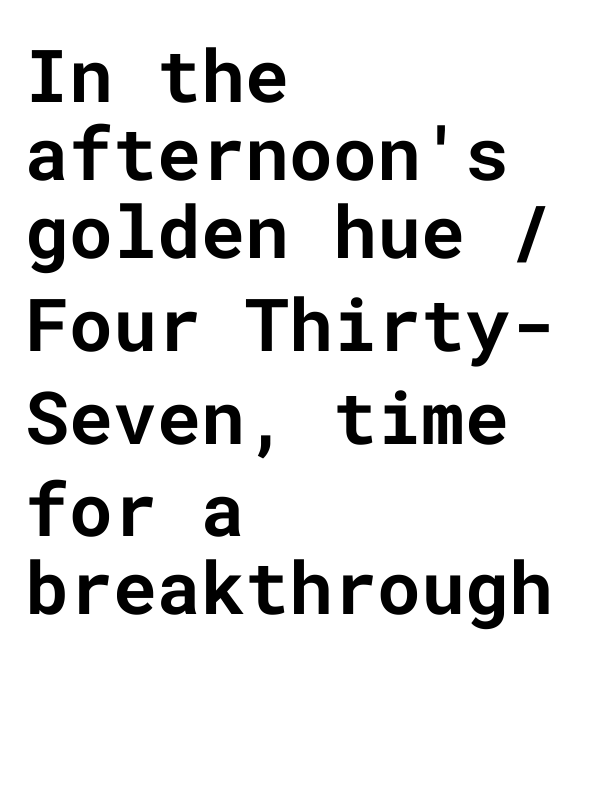 In the
afternoon's
golden hue /
Four Thirty-
Seven, time
for a
breakthrough